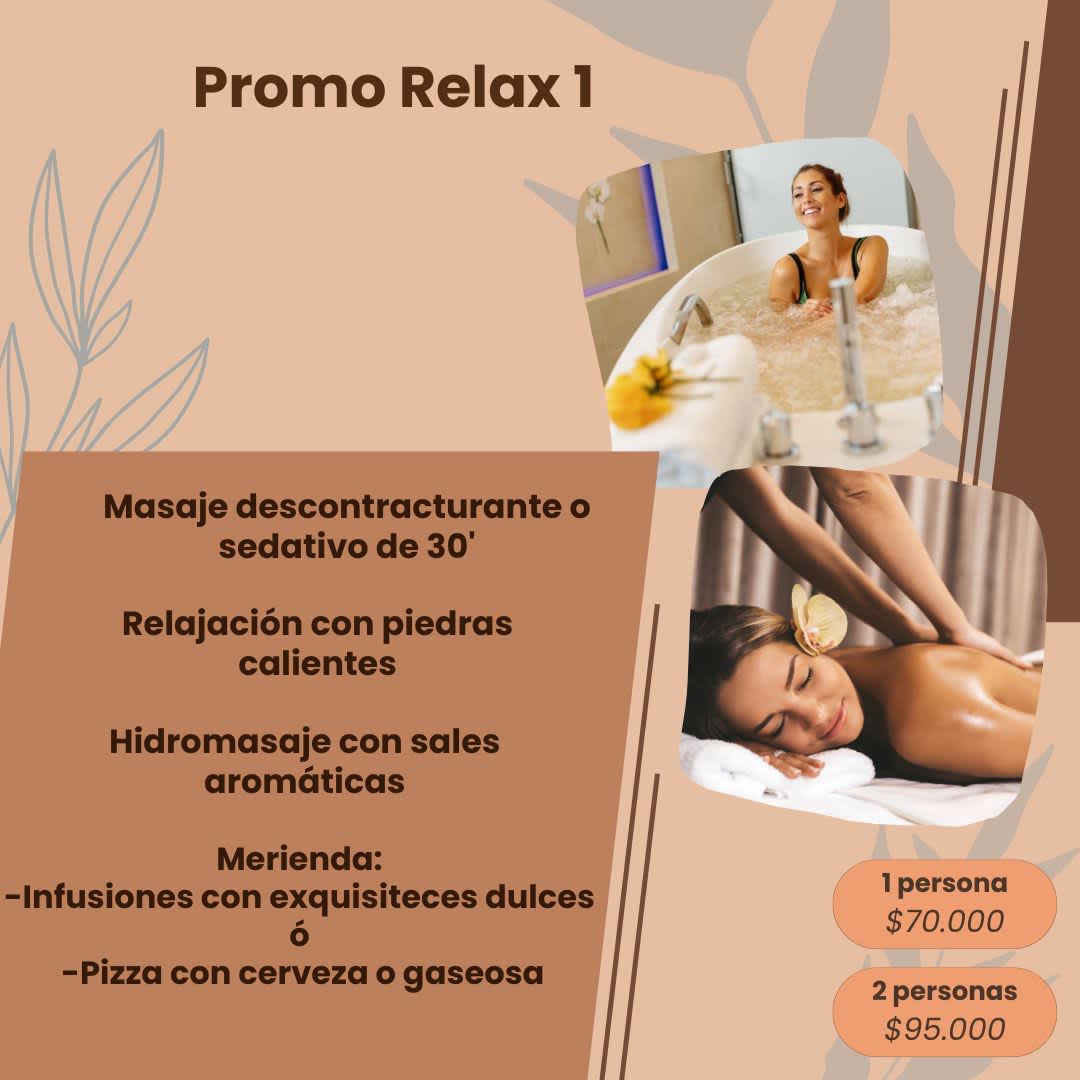 Promo Relax 1
Masaje descontracturante o
sedativo de 30'
Relajación con piedras
calientes
Hidromasaje con sales
aromáticas
Merienda:
-Infusiones con exquisiteces dulces
ó
-Pizza con cerveza o gaseosa
1 persona
$70.000
2 personas
$95.000